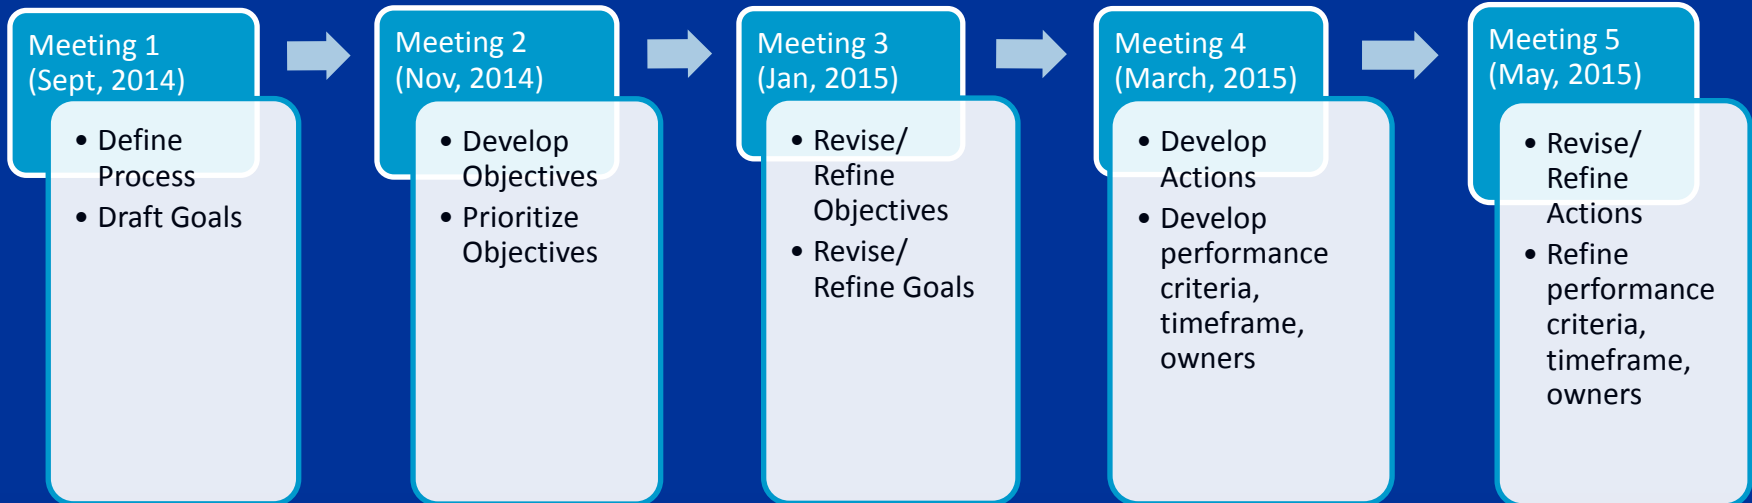 Meeting 1
(Sept, 2014)
• Define
Process
• Draft Goals
Meeting 2
(Nov, 2014)
• Develop
Objectives
• Prioritize
Objectives
Meeting 3
(Jan, 2015)
• Revise/
Refine
Objectives
• Revise/
Refine Goals
Meeting 4
(March, 2015)
• Develop
Actions
• Develop
performance
criteria,
timeframe,
owners
Meeting 5
(May, 2015)
• Revise/
Refine
Actions
• Refine
performance
criteria,
timeframe,
owners